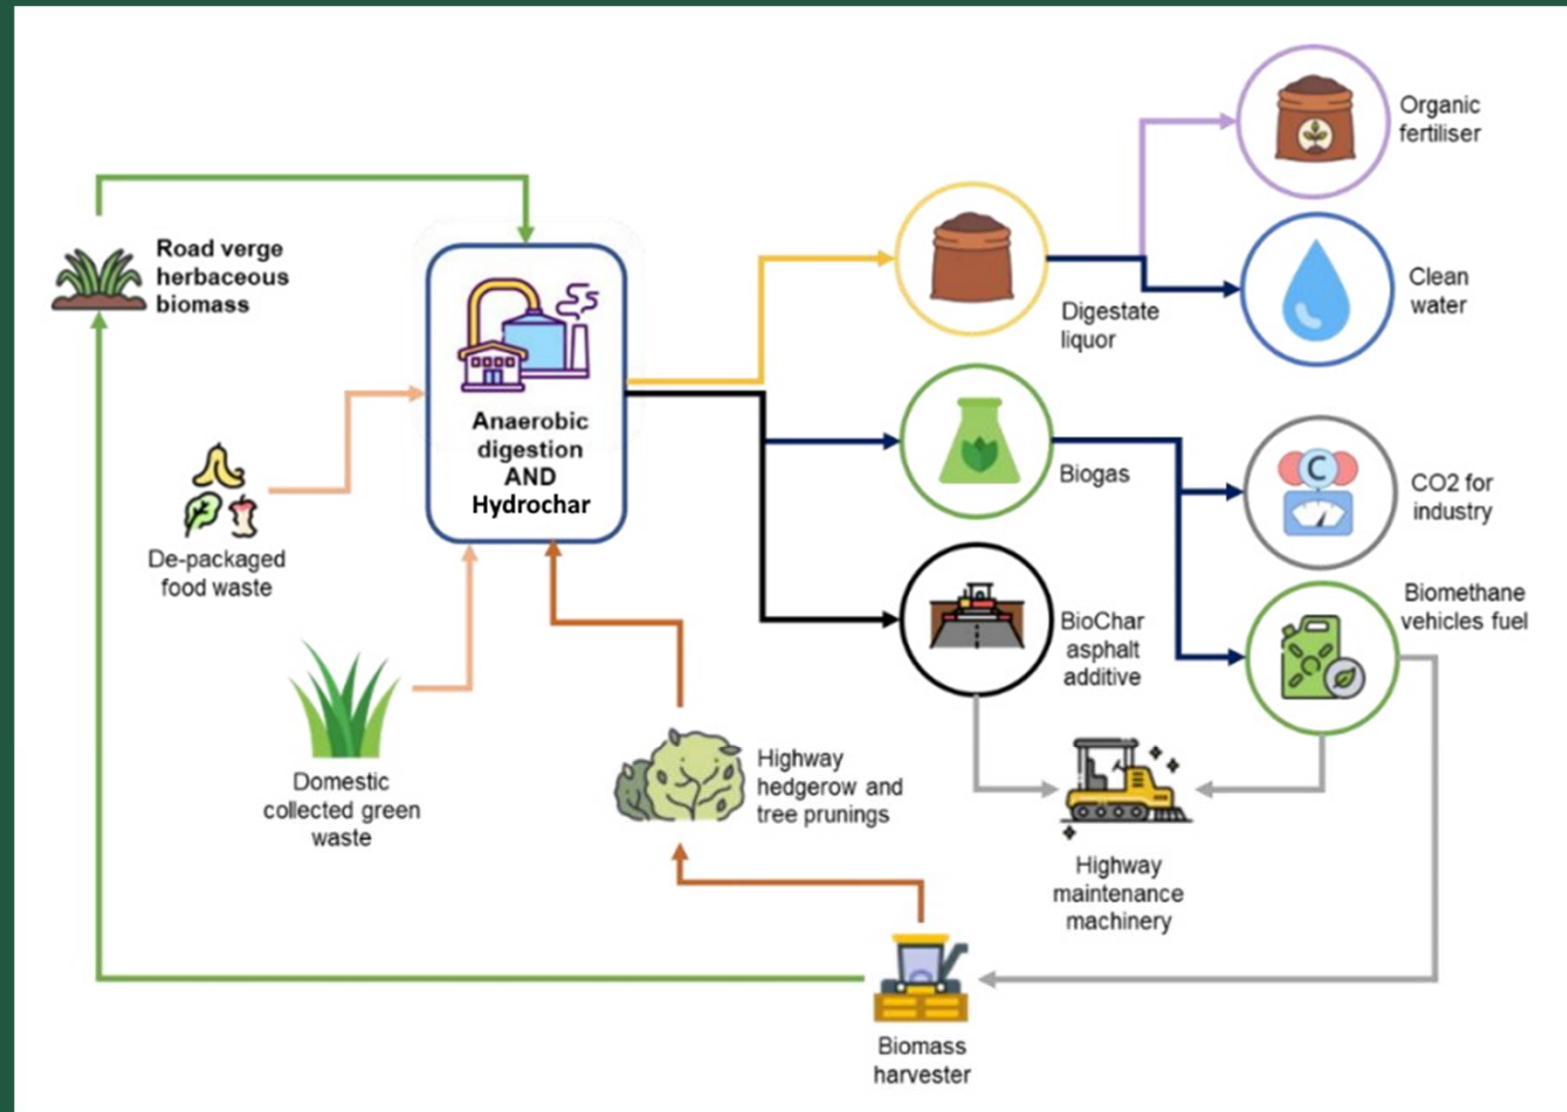 Organic
fertiliser
Road verge
herbaceous
biomass
Clean
water
Digestate
liquor
Anaerobic
digestion
AND
Hydrochar
Biogas
C
CO2 for
industry
De-packaged
food waste
BioChar
asphalt
additive
Biomethane
vehicles fuel
Domestic
collected green
waste
Highway
hedgerow and
tree prunings
Highway
maintenance
machinery
Biomass
harvester